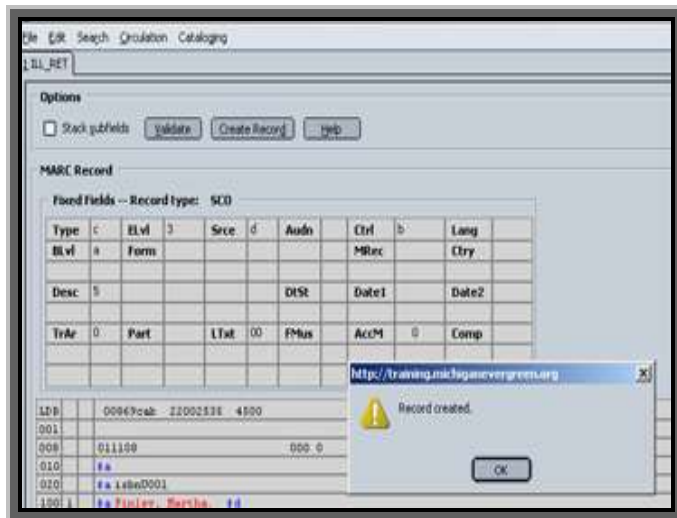 File Edit Search Circulation Cataloging
1 ILL_RET
Options
Stack subfields Validate Create Record Help
MARC Record
Fixed Fields -- Record type: SCO
Type c ELvl 3 Srce d Audn Ctrl b Lang
BLvl a Form MRec Ctry
Desc 5 DtSt Date1 Date2
TrAr 0 Part LTxt 00 FMus AccM 0 Comp
http://training.michiganevergreen.org
Record created.
OK
LDR 4500
001
008 000 0
010 ‡a
020 ‡a isbn0001
100 1 ‡a Finley, Martha. ‡d